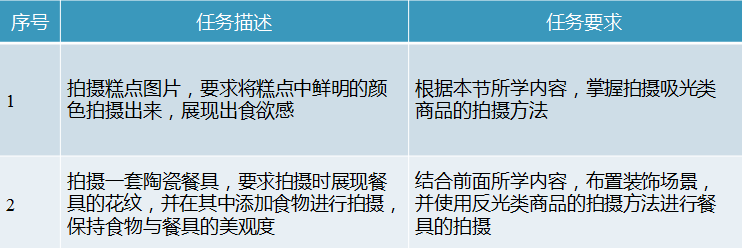 序号 任务描述 任务要求
1
拍摄糕点图片，要求将糕点中鲜明的颜
色拍摄出来，展现出食欲感
根据本节所学内容，掌握拍摄吸光类
商品的拍摄方法
2
拍摄一套陶瓷餐具，要求拍摄时展现餐
具的花纹，并在其中添加食物进行拍摄，
保持食物与餐具的美观度
结合前面所学内容，布置装饰场景，
并使用反光类商品的拍摄方法进行餐
具的拍摄